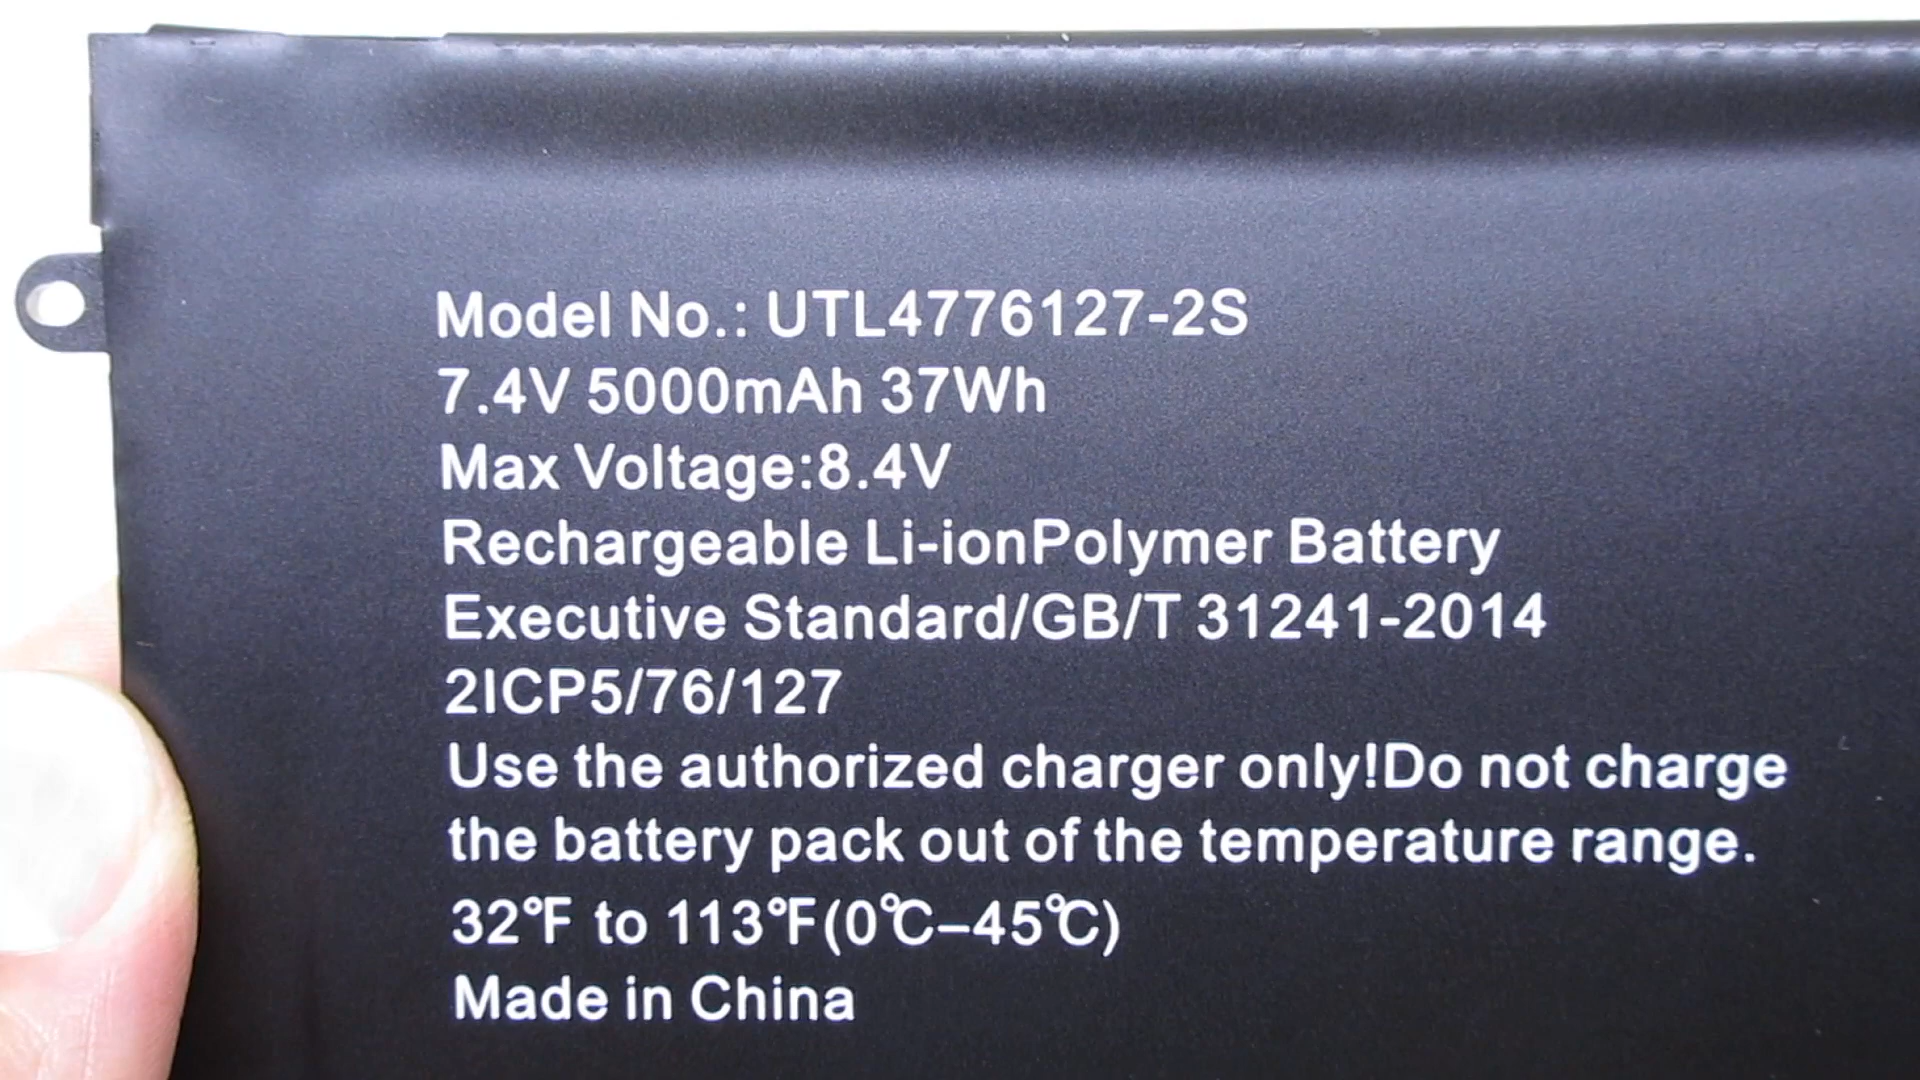 Model No.: UTL4776127-2S
7.4V 5000mAh 37Wh
Max Voltage:8.4V
Rechargeable Li-ionPolymer Battery
Executive Standard/GB/T 31241-2014
2ICP5/76/127
Use the authorized charger only!Do not charge
the battery pack out of the temperature range.
32℉ to 113℉(0℃–45℃)
Made in China